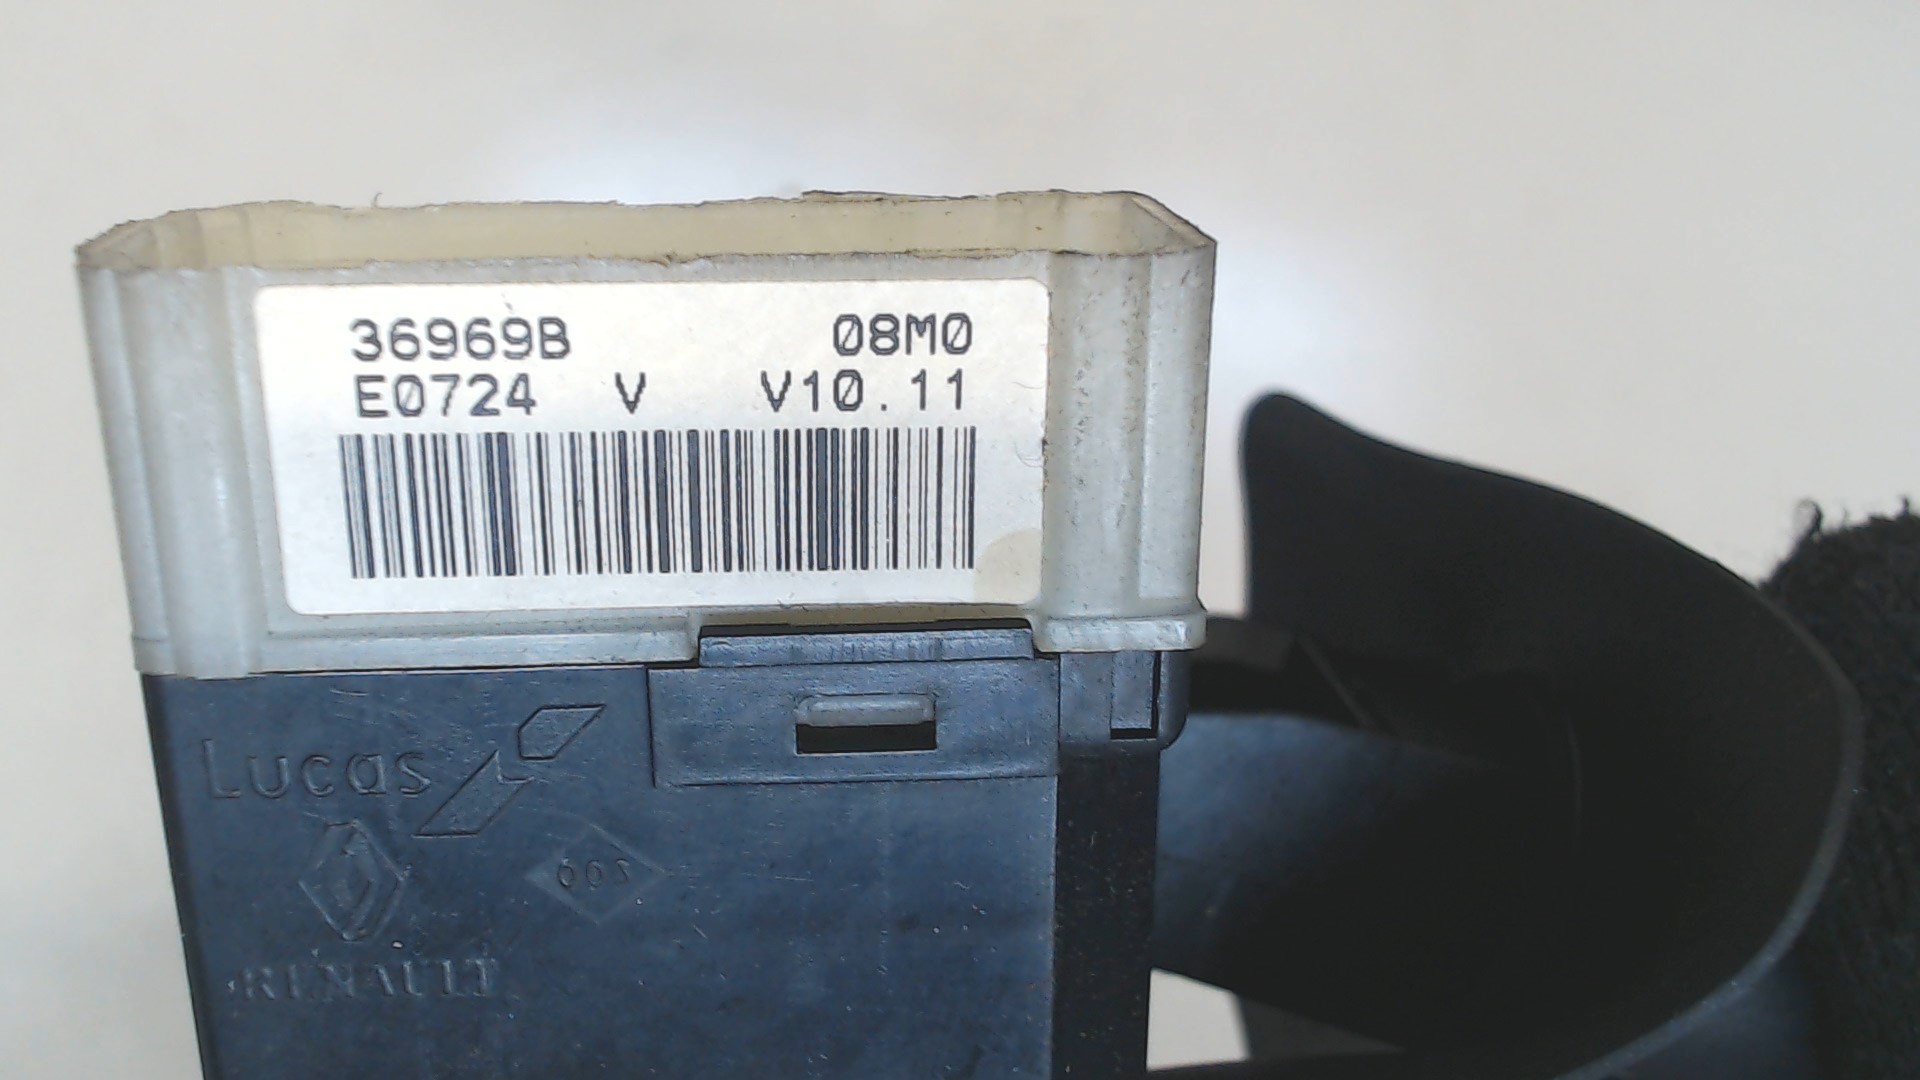 36969B 08M0
E0724 V V10.11
Lucas
RENAULT